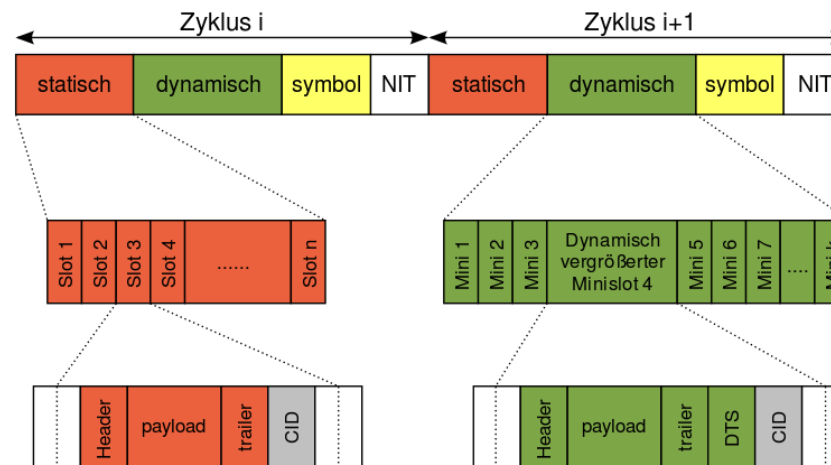 Zyklus i
Zyklus i+1
statisch
dynamisch
symbol
NIT
statisch
dynamisch
symbol
NIT
Slot 1
Slot 2
Slot 3
Slot 4
......
Slot n
Mini 1
Mini 2
Mini 3
Dynamisch
vergrößerter
Minislot 4
Mini 5
Mini 6
Mini 7
....
Header
payload
trailer
CID
Header
payload
trailer
DTS
CID